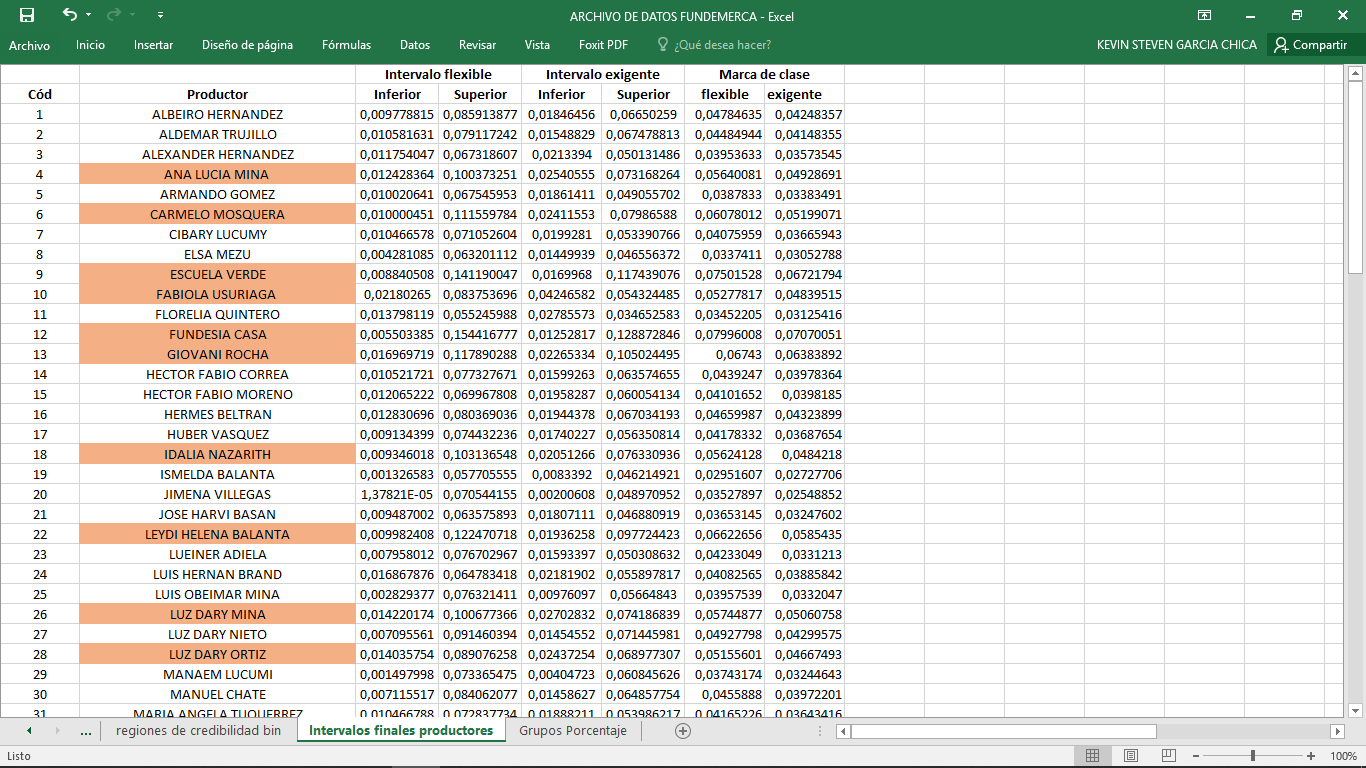 ARCHIVO DE DATOS FUNDEMERCA - Excel
Archivo Inicio Insertar Diseño de página Fórmulas Datos Revisar Vista Foxit PDF ¿Qué desea hacer? KEVIN STEVEN GARCIA CHICA Compartir
Intervalo flexible Intervalo exigente Marca de clase
Cód Productor Inferior Superior Inferior Superior flexible exigente
1 ALBEIRO HERNANDEZ 0,009778815 0,085913877 0,01846456 0,06650259 0,04784635 0,04248357
2 ALDEMAR TRUJILLO 0,010581631 0,079117242 0,01548829 0,067478813 0,04484944 0,04148355
3 ALEXANDER HERNANDEZ 0,011754047 0,067318607 0,0213394 0,050131486 0,03953633 0,03573545
4 ANA LUCIA MINA 0,012428364 0,100373251 0,02540555 0,073168264 0,05640081 0,04928691
5 ARMANDO GOMEZ 0,010020641 0,067545953 0,01861411 0,049055702 0,0387833 0,03383491
6 CARMELO MOSQUERA 0,010000451 0,111559784 0,02411553 0,07986588 0,06078012 0,05199071
7 CIBARY LUCUMY 0,010466578 0,071052604 0,0199281 0,053390766 0,04075959 0,03665943
8 ELSA MEZU 0,004281085 0,063201112 0,01449939 0,046556372 0,0337411 0,03052788
9 ESCUELA VERDE 0,008840508 0,141190047 0,0169968 0,117439076 0,07501528 0,06721794
10 FABIOLA USURIAGA 0,02180265 0,083753696 0,04246582 0,054324485 0,05277817 0,04839515
11 FLORELIA QUINTERO 0,013798119 0,055245988 0,02785573 0,034652583 0,03452205 0,03125416
12 FUNDESIA CASA 0,005503385 0,154416777 0,01252817 0,128872846 0,07996008 0,07070051
13 GIOVANI ROCHA 0,016969719 0,117890288 0,02265334 0,105024495 0,06743 0,06383892
14 HECTOR FABIO CORREA 0,010521721 0,077327671 0,01599263 0,063574655 0,0439247 0,03978364
15 HECTOR FABIO MORENO 0,012065222 0,069967808 0,01958287 0,060054134 0,04101652 0,0398185
16 HERMES BELTRAN 0,012830696 0,080369036 0,01944378 0,067034193 0,04659987 0,04323899
17 HUBER VASQUEZ 0,009134399 0,074432236 0,01740227 0,056350814 0,04178332 0,03687654
18 IDALIA NAZARITH 0,009346018 0,103136548 0,02051266 0,076330936 0,05624128 0,0484218
19 ISMELDA BALANTA 0,001326583 0,057705555 0,0083392 0,046214921 0,02951607 0,02727706
20 JIMENA VILLEGAS 1,37821E-05 0,070544155 0,00200608 0,048970952 0,03527897 0,02548852
21 JOSE HARVI BASAN 0,009487002 0,063575893 0,01807111 0,046880919 0,03653145 0,03247602
22 LEYDI HELENA BALANTA 0,009982408 0,122470718 0,01936258 0,097724423 0,06622656 0,0585435
23 LUEINER ADIELA 0,007958012 0,076702967 0,01593397 0,050308632 0,04233049 0,0331213
24 LUIS HERNAN BRAND 0,016867876 0,064783418 0,02181902 0,055897817 0,04082565 0,03885842
25 LUIS OBEIMAR MINA 0,002829377 0,076321411 0,00976097 0,05664843 0,03957539 0,0332047
26 LUZ DARY MINA 0,014220174 0,100677366 0,02702832 0,074186839 0,05744877 0,05060758
27 LUZ DARY NIETO 0,007095561 0,091460394 0,01454552 0,071445981 0,04927798 0,04299575
28 LUZ DARY ORTIZ 0,014035754 0,089076258 0,02437254 0,068977307 0,05155601 0,04667493
29 MANAEM LUCUMI 0,001497998 0,073365475 0,00404723 0,060845626 0,03743174 0,03244643
30 MANUEL CHATE 0,007115517 0,084062077 0,01458627 0,064857754 0,0455888 0,03972201
31 MARIA ANGELA TUQUERREZ 0,010466788 0,072837734 0,01888211 0,053986217 0,04165226 0,03643416
... regiones de credibilidad bin Intervalos finales productores Grupos Porcentaje
Listo 100%